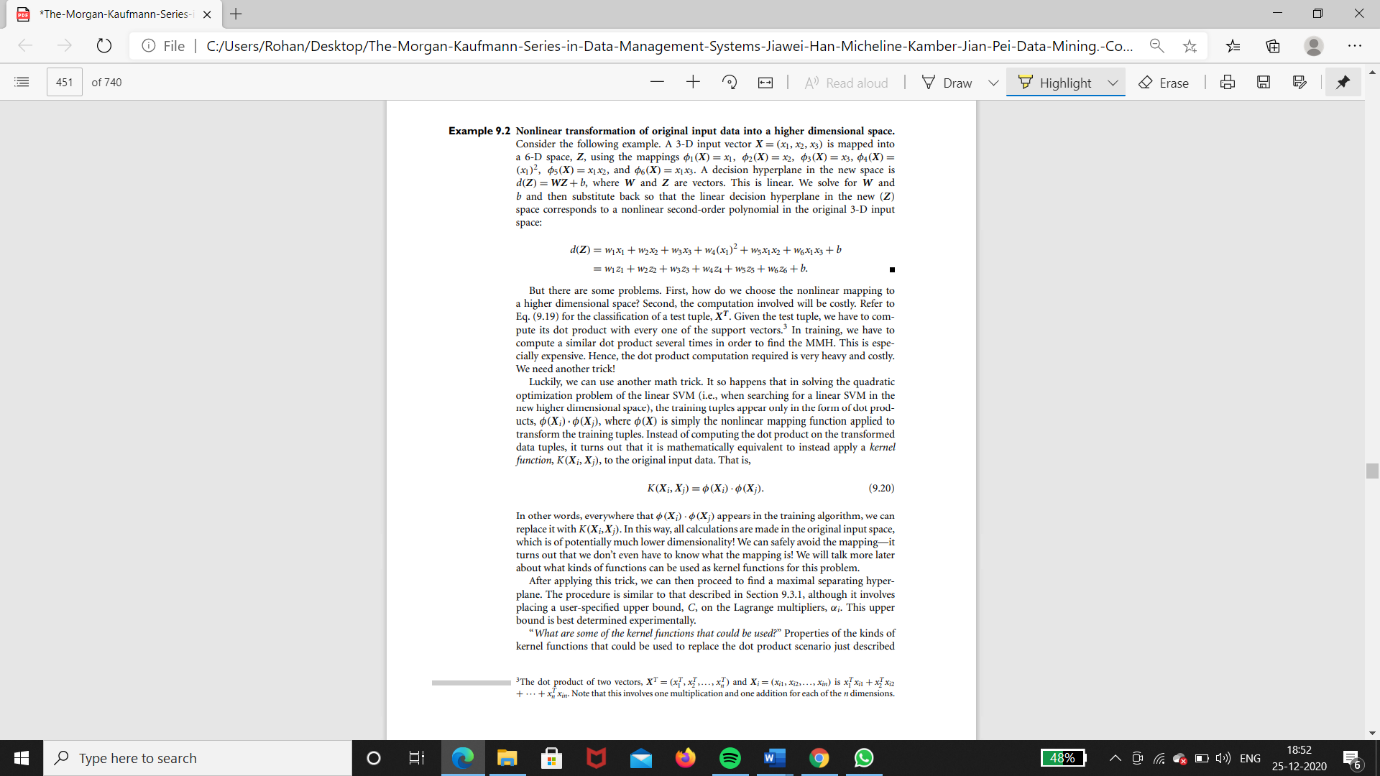 *The-Morgan-Kaufmann-Series-
File | C:/Users/Rohan/Desktop/The-Morgan-Kaufmann-Series-in-Data-Management-Systems-Jiawei-Han-Micheline-Kamber-Jian-Pei-Data-Mining.-Co...
451 of 740 Read aloud Draw Highlight Erase
Example 9.2 Nonlinear transformation of original input data into a higher dimensional space.
Consider the following example. A 3-D input vector X = (x₁, x₂, x₃) is mapped into
a 6-D space, Z, using the mappings ϕ₁(X) = x₁, ϕ₂(X) = x₂, ϕ₃(X) = x₃, ϕ₄(X) =
(x₁)², ϕ₅(X) = x₁x₂, and ϕ₆(X) = x₁x₃. A decision hyperplane in the new space is
d(Z) = WZ + b, where W and Z are vectors. This is linear. We solve for W and
b and then substitute back so that the linear decision hyperplane in the new (Z)
space corresponds to a nonlinear second-order polynomial in the original 3-D input
space:
d(Z) = w₁x₁ + w₂x₂ + w₃x₃ + w₄(x₁)² + w₅x₁x₂ + w₆x₁x₃ + b
= w₁z₁ + w₂z₂ + w₃z₃ + w₄z₄ + w₅z₅ + w₆z₆ + b. ■
But there are some problems. First, how do we choose the nonlinear mapping to
a higher dimensional space? Second, the computation involved will be costly. Refer to
Eq. (9.19) for the classification of a test tuple, Xᵀ. Given the test tuple, we have to com-
pute its dot product with every one of the support vectors.³ In training, we have to
compute a similar dot product several times in order to find the MMH. This is espe-
cially expensive. Hence, the dot product computation required is very heavy and costly.
We need another trick!
Luckily, we can use another math trick. It so happens that in solving the quadratic
optimization problem of the linear SVM (i.e., when searching for a linear SVM in the
new higher dimensional space), the training tuples appear only in the form of dot prod-
ucts, ϕ(Xᵢ) · ϕ(Xⱼ), where ϕ(X) is simply the nonlinear mapping function applied to
transform the training tuples. Instead of computing the dot product on the transformed
data tuples, it turns out that it is mathematically equivalent to instead apply a kernel
function, K(Xᵢ, Xⱼ), to the original input data. That is,
K(Xᵢ, Xⱼ) = ϕ(Xᵢ) · ϕ(Xⱼ). (9.20)
In other words, everywhere that ϕ(Xᵢ) · ϕ(Xⱼ) appears in the training algorithm, we can
replace it with K(Xᵢ,Xⱼ). In this way, all calculations are made in the original input space,
which is of potentially much lower dimensionality! We can safely avoid the mapping—it
turns out that we don't even have to know what the mapping is! We will talk more later
about what kinds of functions can be used as kernel functions for this problem.
After applying this trick, we can then proceed to find a maximal separating hyper-
plane. The procedure is similar to that described in Section 9.3.1, although it involves
placing a user-specified upper bound, C, on the Lagrange multipliers, αᵢ. This upper
bound is best determined experimentally.
"What are some of the kernel functions that could be used?" Properties of the kinds of
kernel functions that could be used to replace the dot product scenario just described
³The dot product of two vectors, Xᵀ = (x₁ᵀ, x₂ᵀ, ..., xₙᵀ) and Xᵢ = (xᵢ₁, xᵢ₂, ..., xᵢₙ) is x₁ᵀxᵢ₁ + x₂ᵀxᵢ₂
+ ··· + xₙᵀxᵢₙ. Note that this involves one multiplication and one addition for each of the n dimensions.
Type here to search
48% ENG
18:52
25-12-2020
6